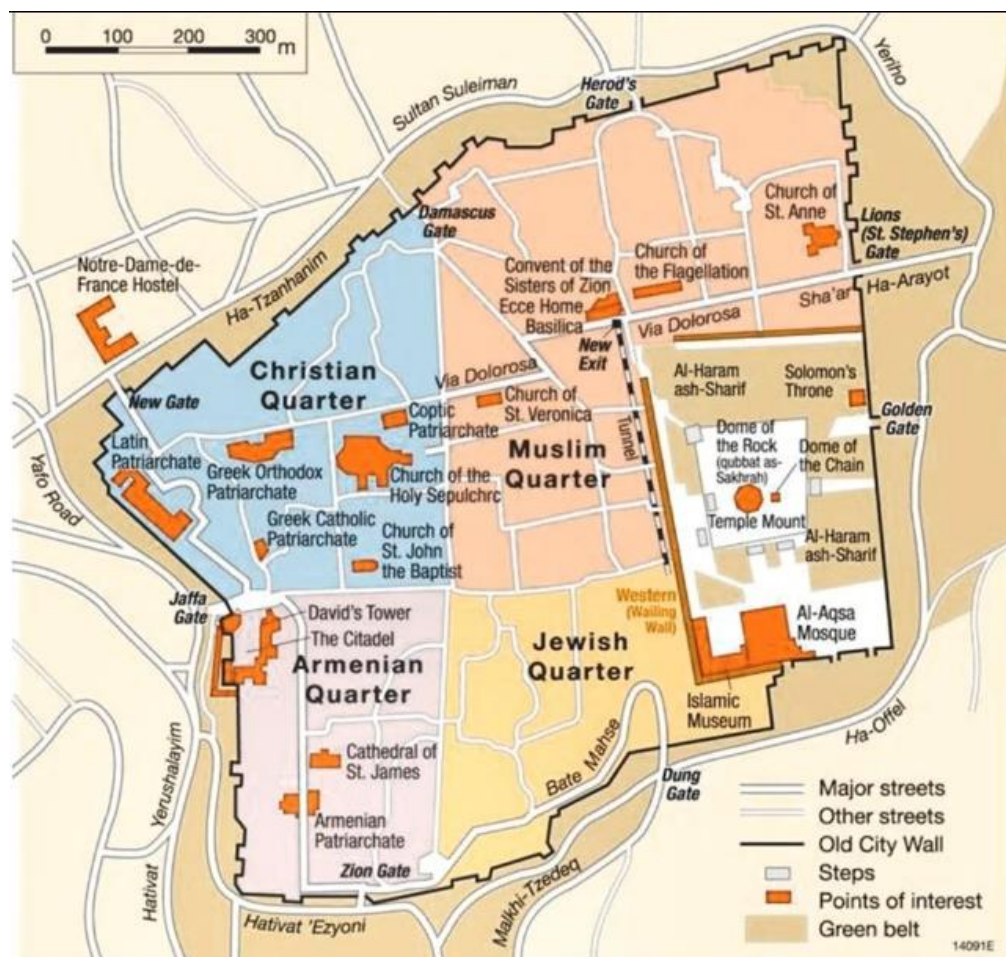 0 100 200 300 m
Sultan Suleiman
Herod's
Gate
Yeriho
Church of
St. Anne
Lions
(St. Stephen's)
Gate
Damascus
Gate
Notre-Dame-de-
France Hostel
Ha-Tzanhanim
Convent of the
Sisters of Zion
Ecce Home
Basilica
Church of
the Flagellation
Sha'ar
Ha-Arayot
Via Dolorosa
New
Exit
Christian
Quarter
Via Dolorosa
New Gate
Coptic
Patriarchate
Church of
St. Veronica
Al-Haram
ash-Sharif
Solomon's
Throne
Golden
Gate
Latin
Patriarchate
Greek Orthodox
Patriarchate
Church of the
Holy Sepulchrc
Muslim
Quarter
Tunnel
Dome of
the Rock
(qubbat as-
Sakhrah)
Dome of
the Chain
Temple Mount
Yafo Road
Greek Catholic
Patriarchate
Church of
St. John
the Baptist
Al-Haram
ash-Sharif
Jaffa
Gate
David's Tower
The Citadel
Western
(Wailing
Wall)
Al-Aqsa
Mosque
Armenian
Quarter
Jewish
Quarter
Islamic
Museum
Ha-Offel
Cathedral of
St. James
Bate Mahse
Dung
Gate
Hativat Yerushalayim
Armenian
Patriarchate
Zion Gate
Hativat 'Ezyoni
Malkhi-Tzedeq
Major streets
Other streets
Old City Wall
Steps
Points of interest
Green belt
14091E